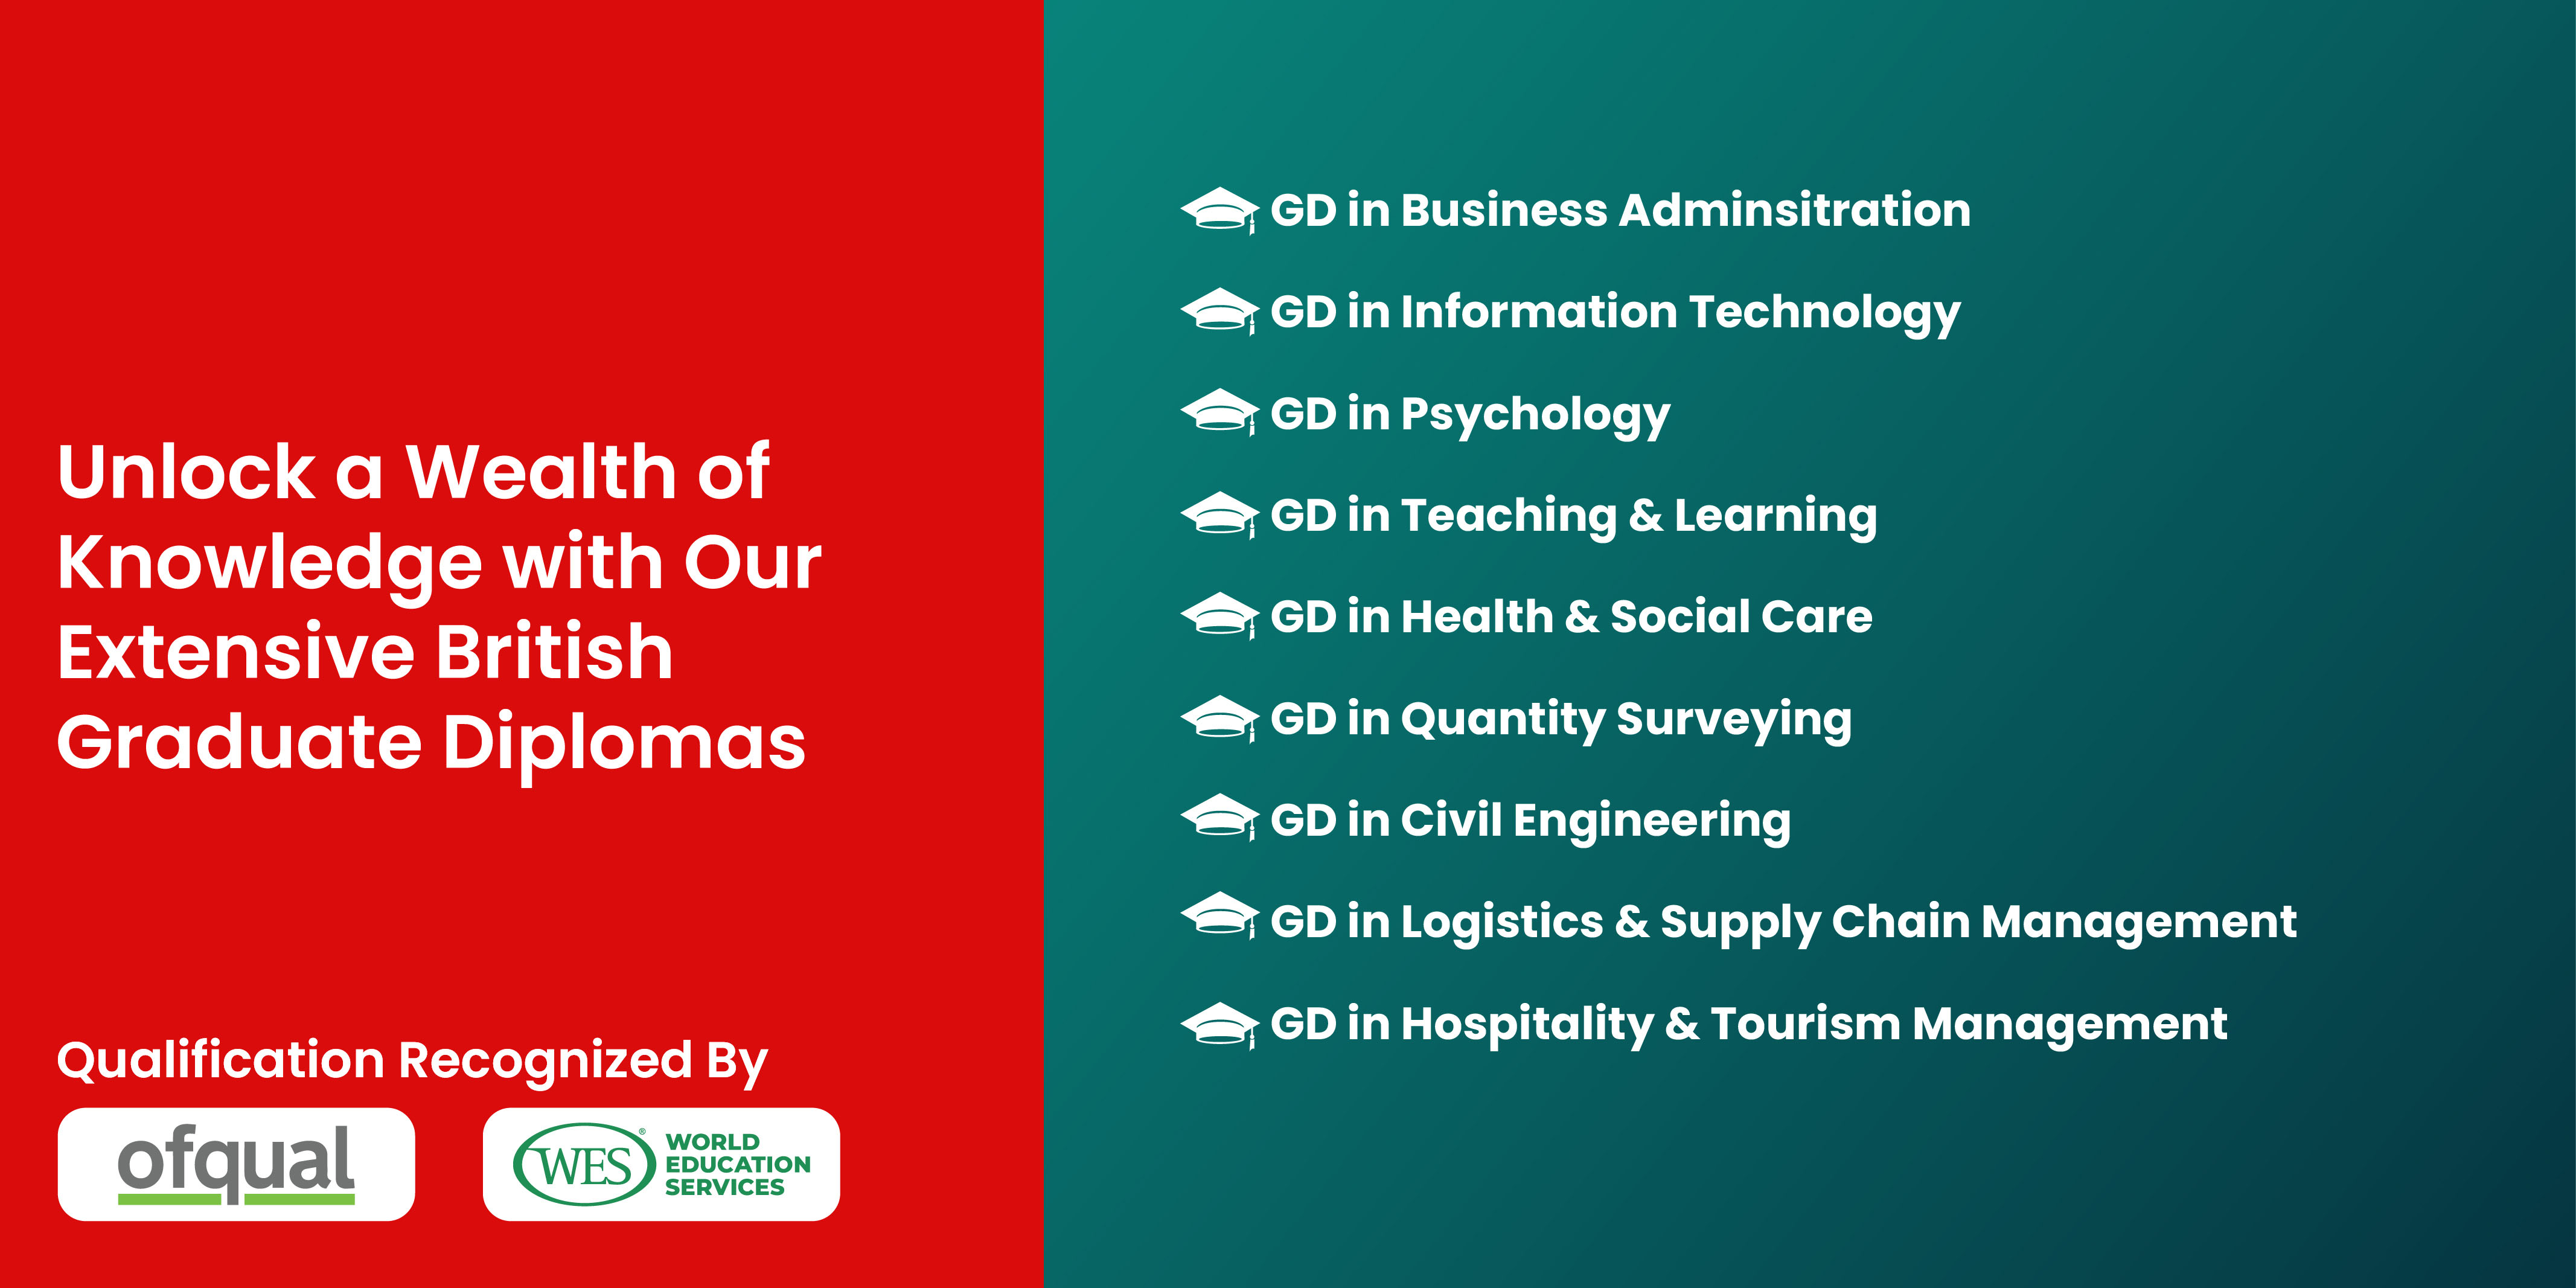 Unlock a Wealth of
Knowledge with Our
Extensive British
Graduate Diplomas
Qualification Recognized By
ofqual
WES®
WORLD
EDUCATION
SERVICES
GD in Business Adminsitration
GD in Information Technology
GD in Psychology
GD in Teaching & Learning
GD in Health & Social Care
GD in Quantity Surveying
GD in Civil Engineering
GD in Logistics & Supply Chain Management
GD in Hospitality & Tourism Management